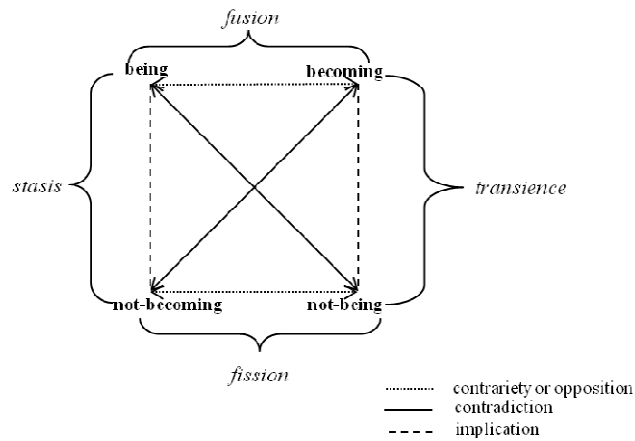 fusion
being becoming
stasis transience
not-becoming not-being
fission
contrariety or opposition
contradiction
implication